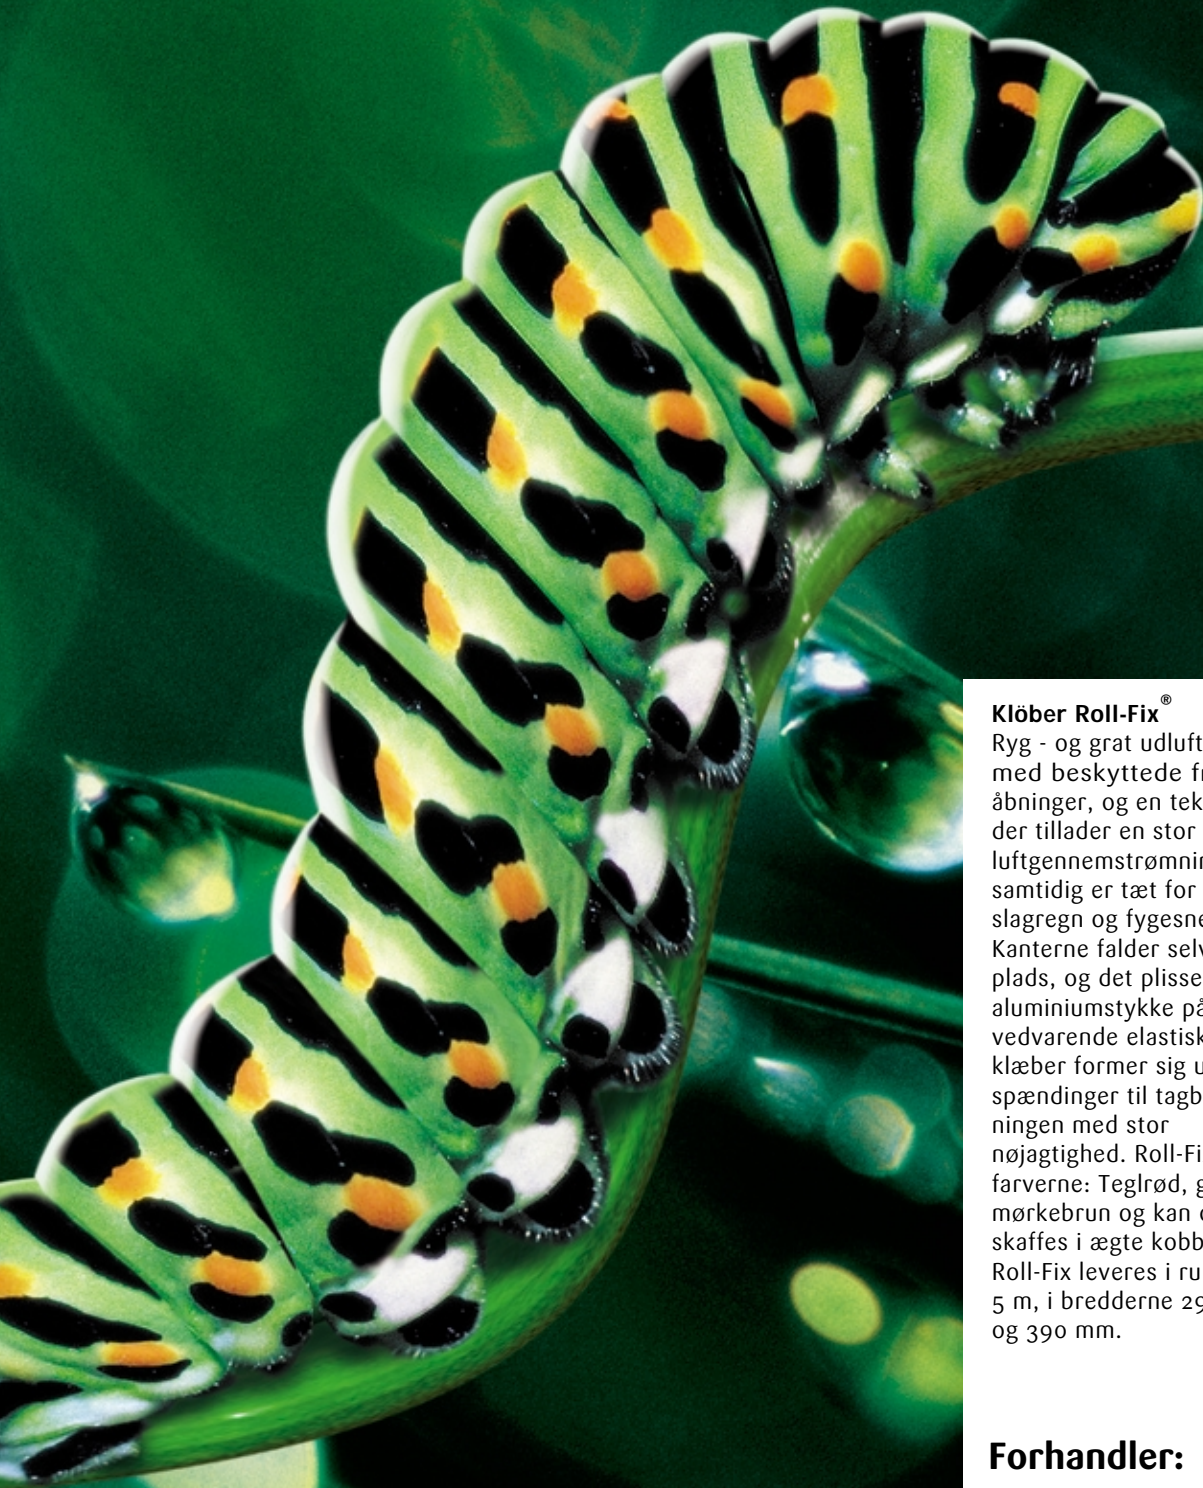 Klöber Roll-Fix®
Ryg - og grat udluft
med beskyttede fr
åbninger, og en tek
der tillader en stor
luftgennemstrømnin
samtidig er tæt for
slagregn og fygesne
Kanterne falder selv
plads, og det plisse
aluminiumstykke på
vedvarende elastisk
klæber former sig u
spændinger til tagb
ningen med stor
nøjagtighed. Roll-Fi
farverne: Teglrød, g
mørkebrun og kan o
skaffes i ægte kobb
Roll-Fix leveres i ru
5 m, i bredderne 29
og 390 mm.
Forhandler: